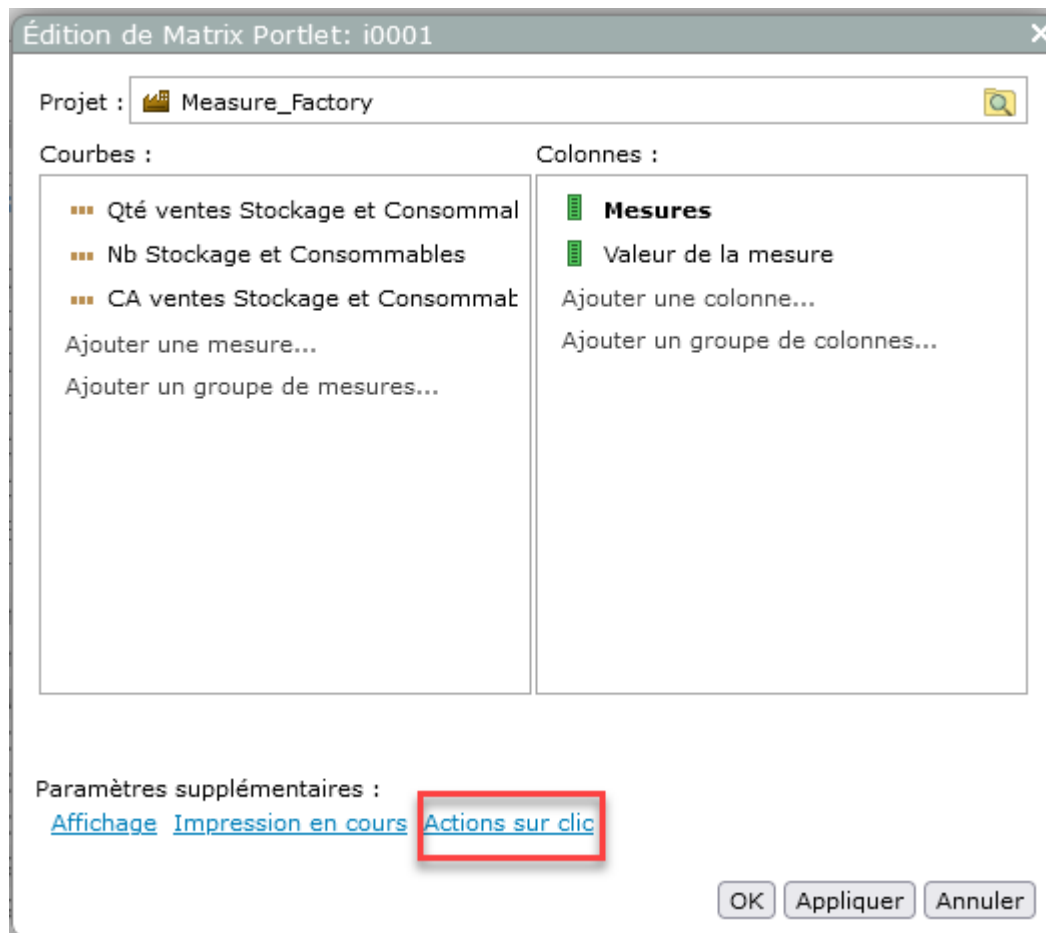 Édition de Matrix Portlet: i0001
Projet : Measure_Factory
Courbes :
Qté ventes Stockage et Consommal
Nb Stockage et Consommables
CA ventes Stockage et Consommat
Ajouter une mesure...
Ajouter un groupe de mesures...
Colonnes :
Mesures
Valeur de la mesure
Ajouter une colonne...
Ajouter un groupe de colonnes...
Paramètres supplémentaires :
Affichage Impression en cours Actions sur clic
OK Appliquer Annuler